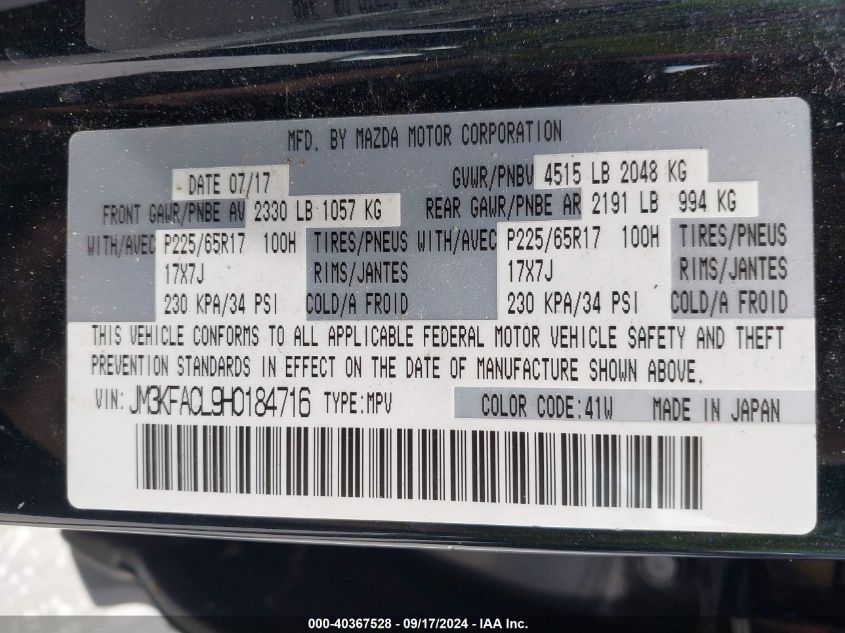 MFD. BY MAZDA MOTOR CORPORATION
DATE 07/17 GVWR/PNBV 4515 LB 2048 KG
FRONT GAWR/PNBE AV 2330 LB 1057 KG REAR GAWR/PNBE AR 2191 LB 994 KG
WITH/AVEC P225/65R17 100H TIRES/PNEUS WITH/AVEC P225/65R17 100H TIRES/PNEUS
17X7J RIMS/JANTES 17X7J RIMS/JANTES
230 KPA/34 PSI COLD/A FROID 230 KPA/34 PSI COLD/A FROID
THIS VEHICLE CONFORMS TO ALL APPLICABLE FEDERAL MOTOR VEHICLE SAFETY AND THEFT
PREVENTION STANDARDS IN EFFECT ON THE DATE OF MANUFACTURE SHOWN ABOVE.
VIN: JM3KFACL9H0184716 TYPE:MPV COLOR CODE:41W MADE IN JAPAN
000-40367528 - 09/17/2024 - IAA Inc.